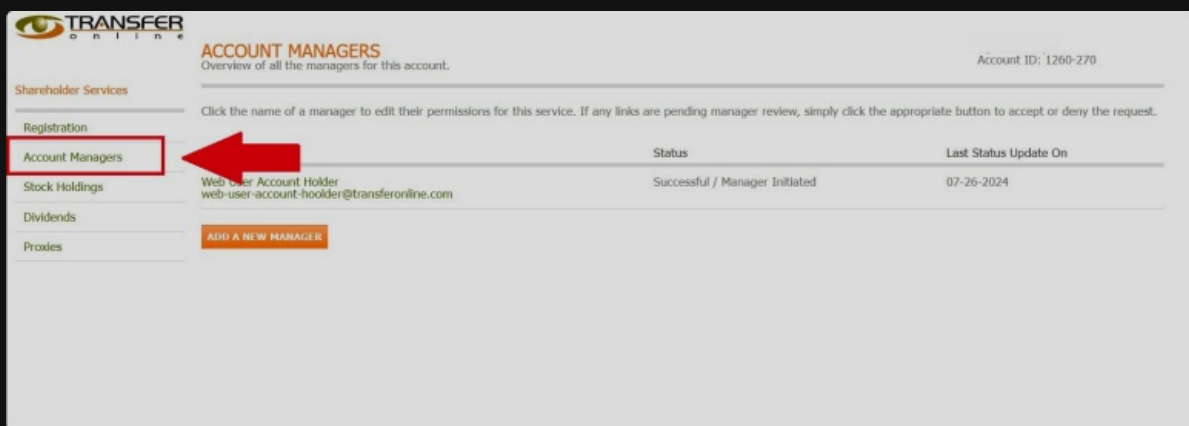 TRANSFER
online
ACCOUNT MANAGERS
Overview of all the managers for this account.
Account ID: 1260-270
Shareholder Services
Click the name of a manager to edit their permissions for this service. If any links are pending manager review, simply click the appropriate button to accept or deny the request.
Registration
Account Managers
Status
Last Status Update On
Stock Holdings
Web User Account Holder
Successful / Manager Initiated
07-26-2024
web-user-account-hoolder@transferonline.com
Dividends
ADD A NEW MANAGER
Proxies